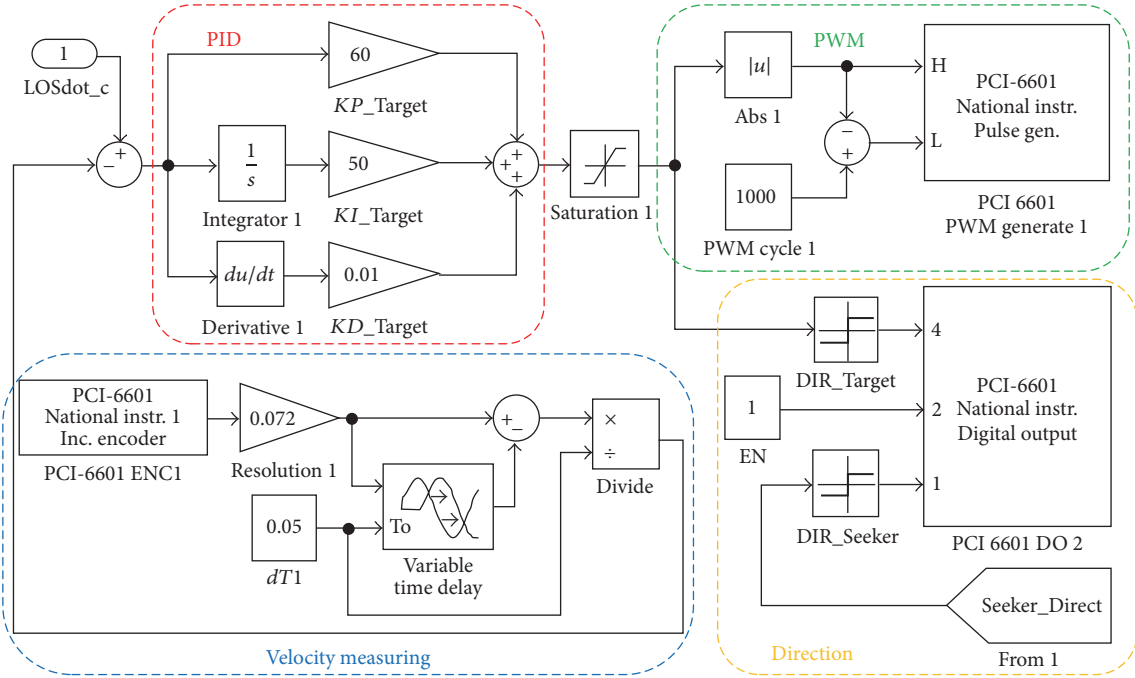 1
LOSdot_c
+
−
PID
60
KP_Target
1
s
Integrator 1
50
KI_Target
du/dt
Derivative 1
0.01
KD_Target
+
+
+
Saturation 1
PWM
|u|
Abs 1
−
+
1000
PWM cycle 1
H
L
PCI-6601
National instr.
Pulse gen.
PCI 6601
PWM generate 1
PCI-6601
National instr. 1
Inc. encoder
PCI-6601 ENC1
0.072
Resolution 1
0.05
dT1
To
Variable
time delay
+
−
×
÷
Divide
Velocity measuring
DIR_Target
1
EN
DIR_Seeker
4
2
1
PCI-6601
National instr.
Digital output
PCI 6601 DO 2
Seeker_Direct
From 1
Direction